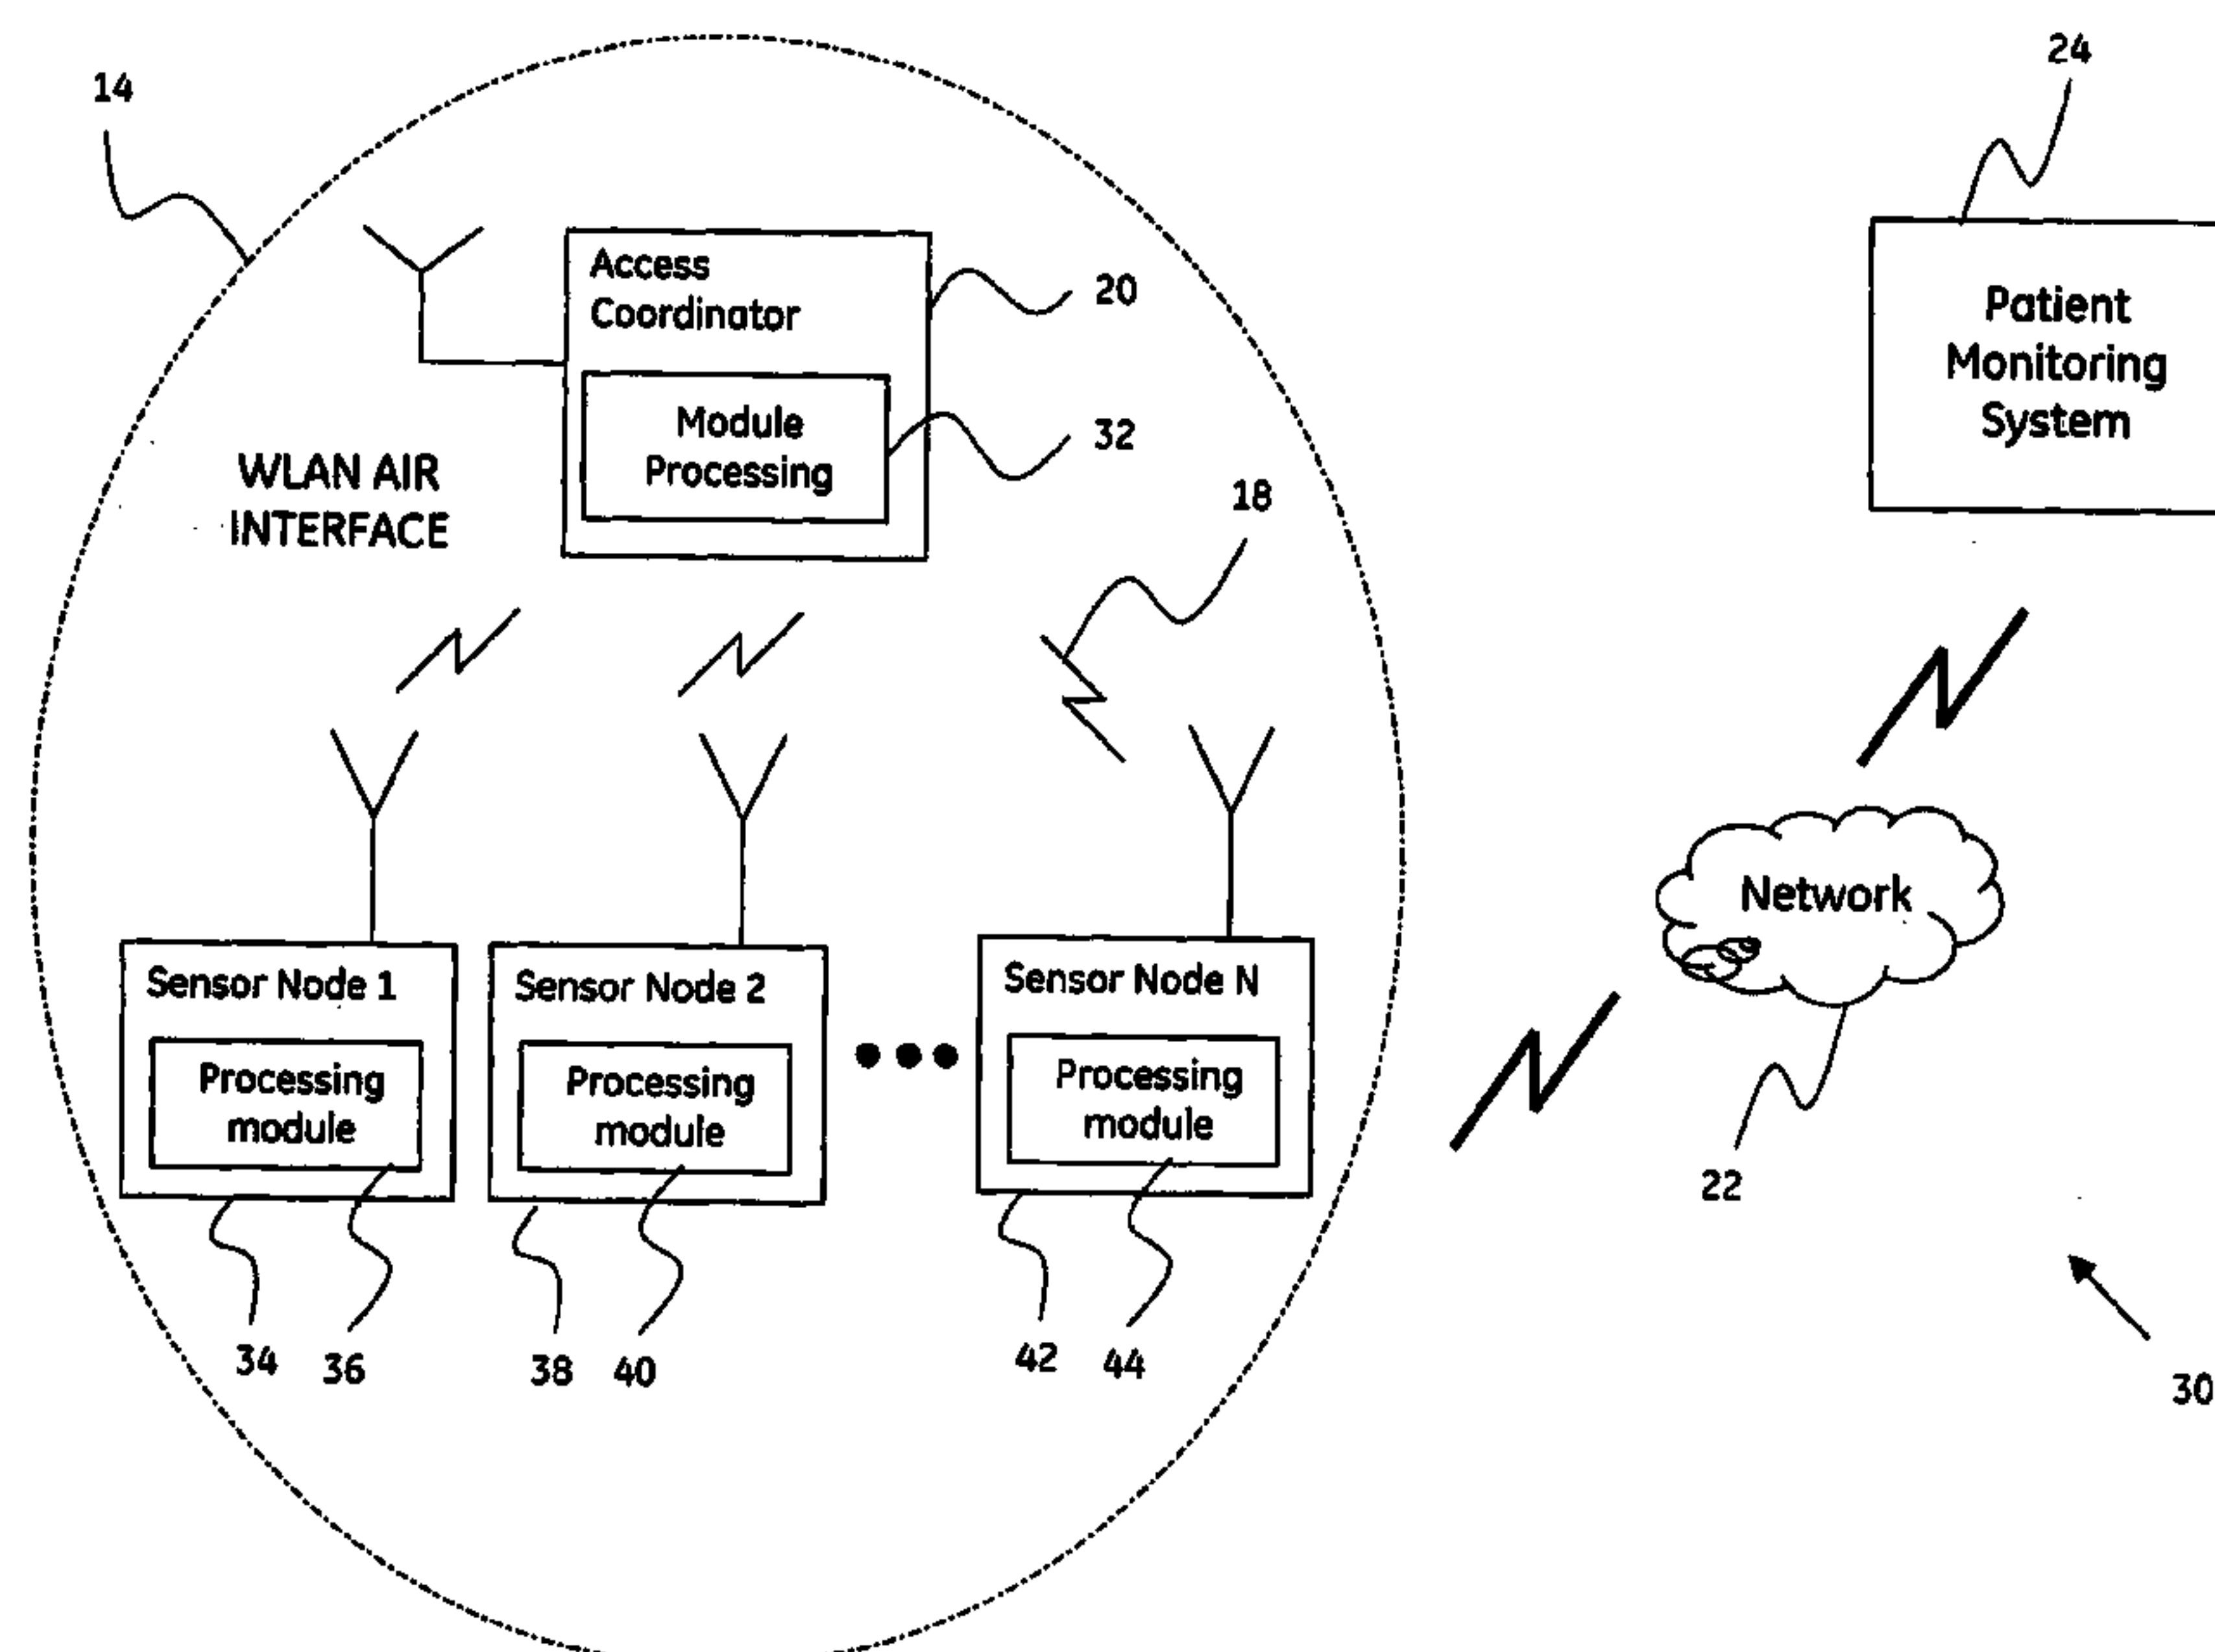 14
24
Access
Coordinator
20
Module
Processing
32
Patient
Monitoring
System
WLAN AIR
INTERFACE
18
Network
Sensor Node 1
Processing
module
Sensor Node 2
Processing
module
Sensor Node N
Processing
module
22
34
36
38
40
42
44
30